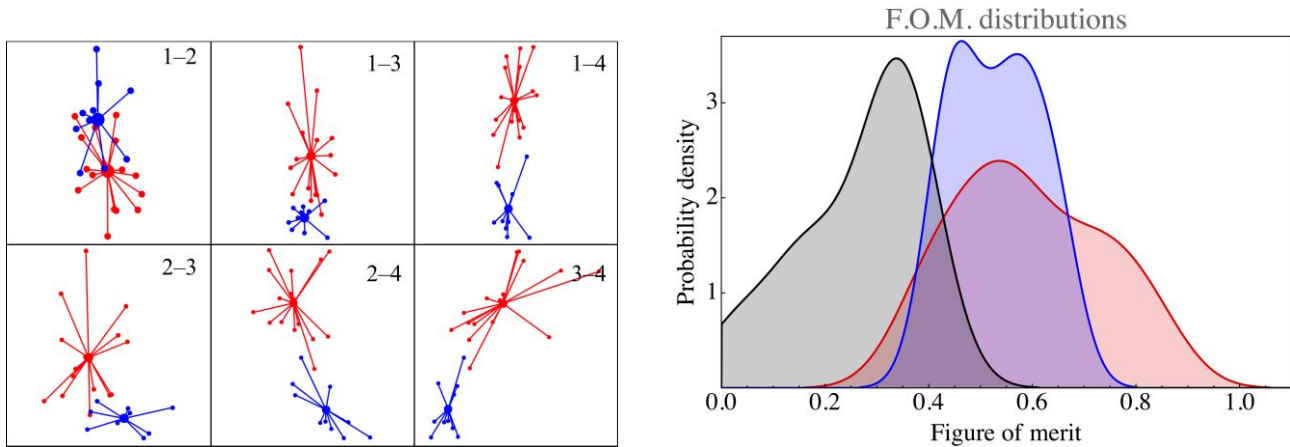 1–2
1–3
1–4
2–3
2–4
3–4
F.O.M. distributions
Probability density
3
2
1
0.0 0.2 0.4 0.6 0.8 1.0
Figure of merit